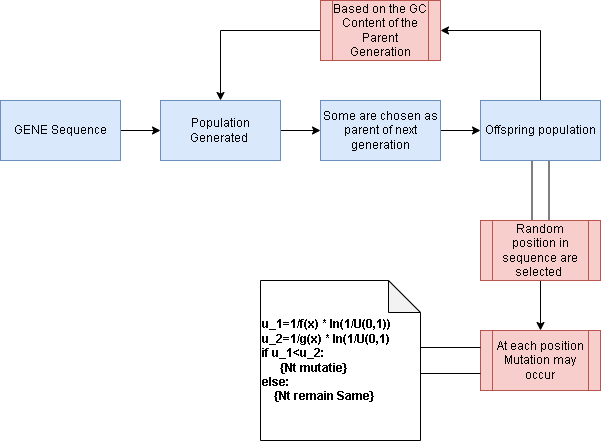 Based on the GC
Content of the
Parent
Generation
GENE Sequence
Population
Generated
Some are chosen as
parent of next
generation
Offspring population
Random
position in
sequence are
selected
At each position
Mutation may
occur
u_1=1/f(x) * ln(1/U(0,1))
u_2=1/g(x) * ln(1/U(0,1)
if u_1<u_2:
{Nt mutatie}
else:
{Nt remain Same}